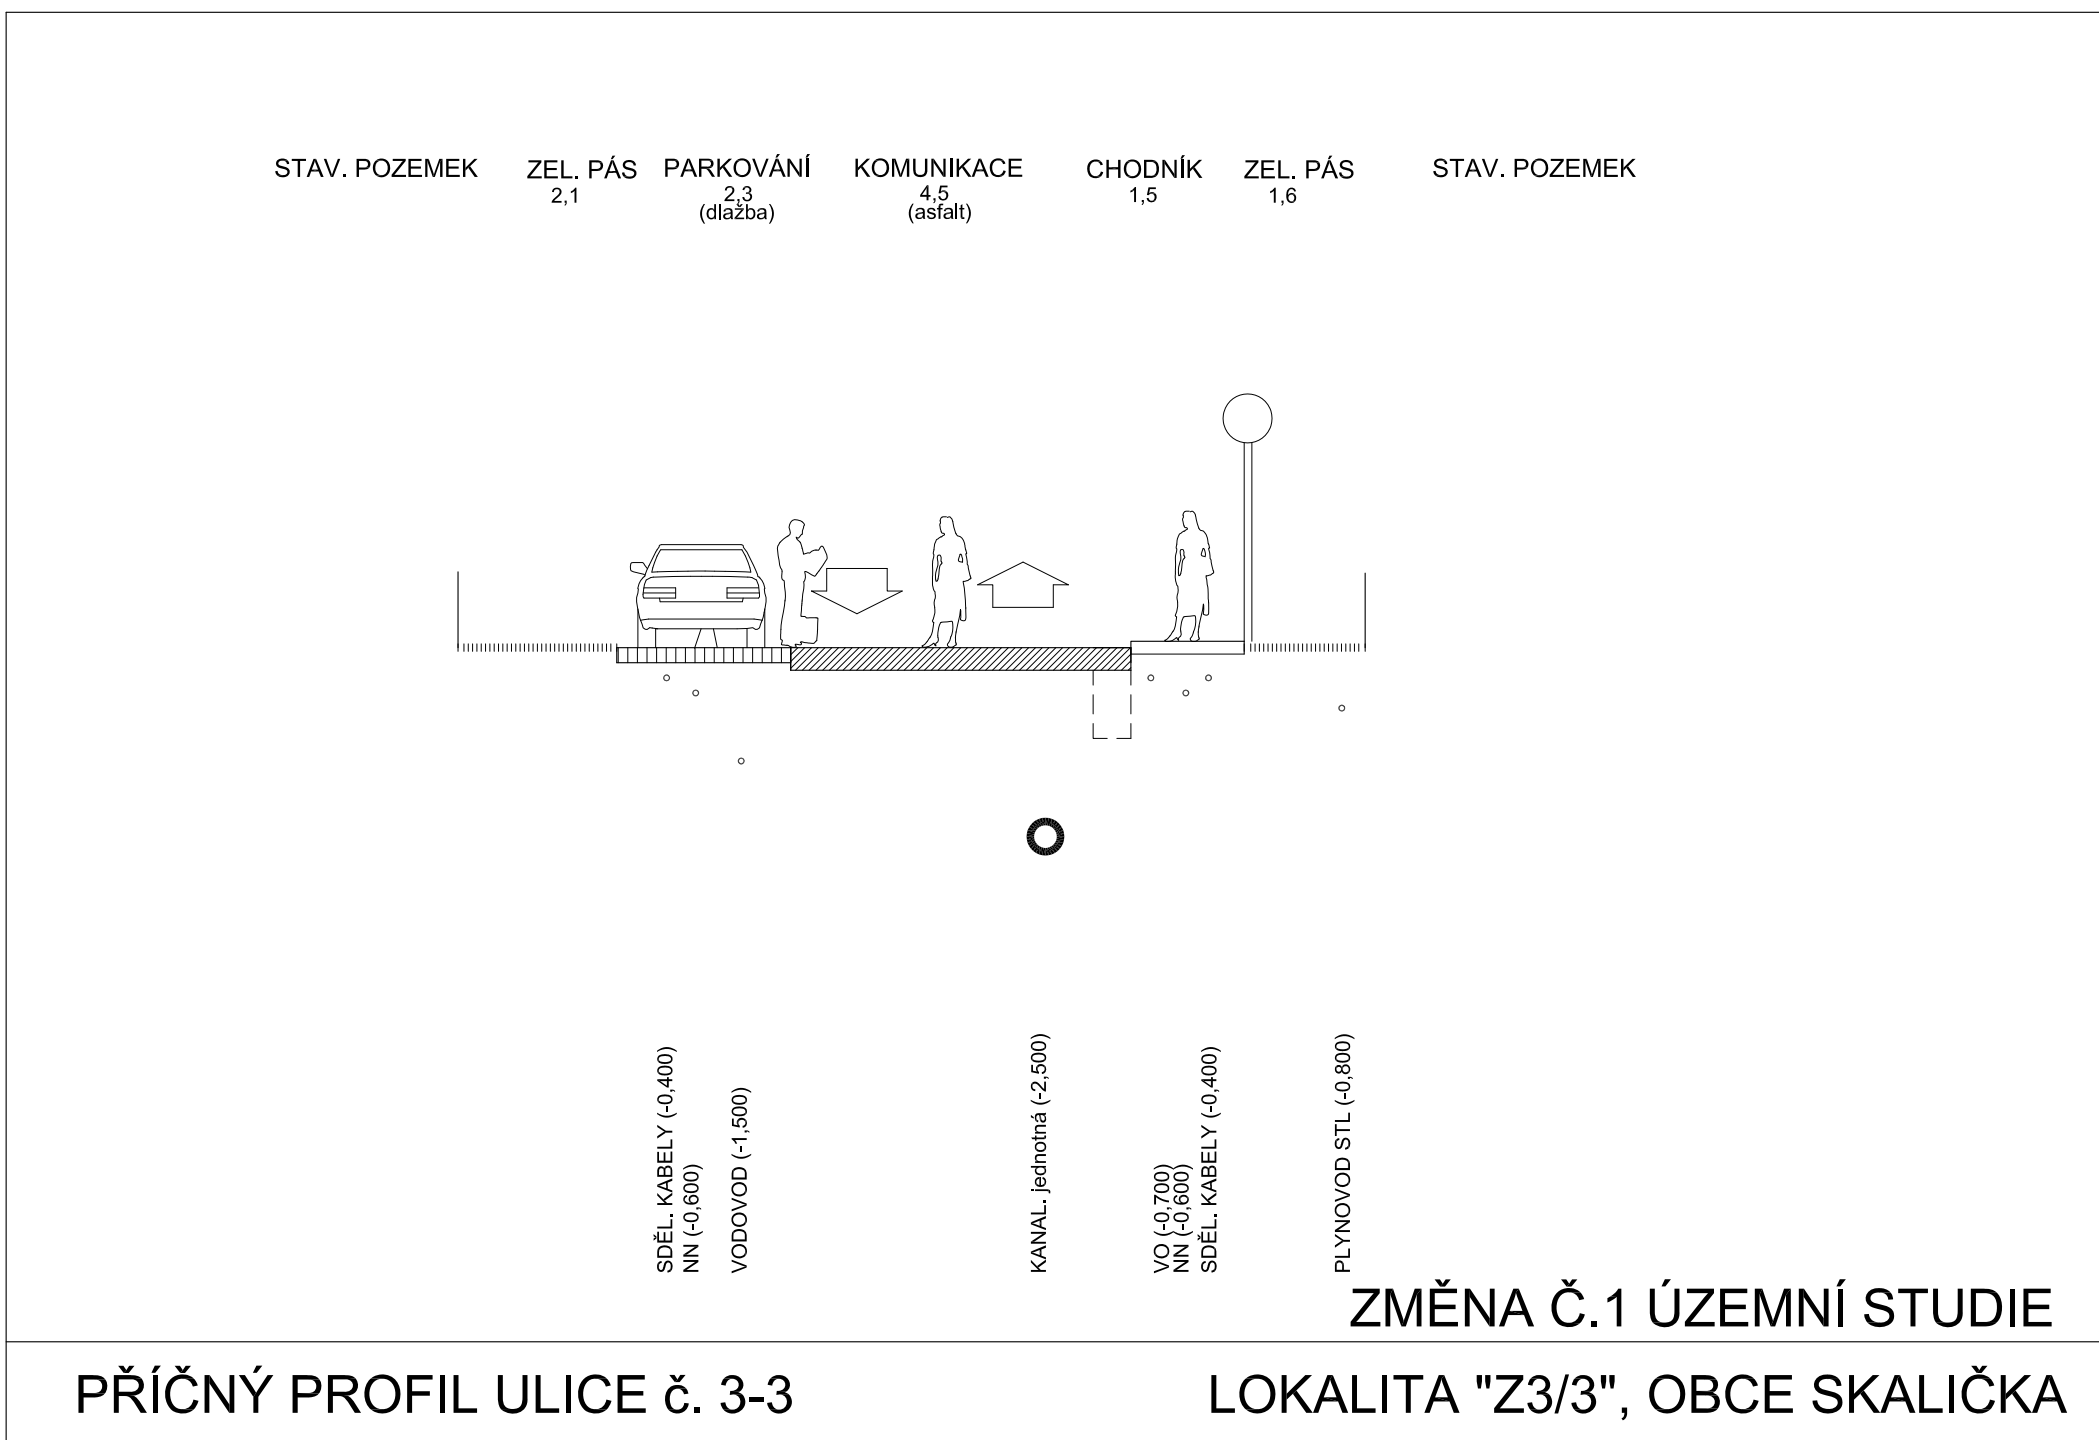 STAV. POZEMEK
ZEL. PÁS
2,1
PARKOVÁNÍ
2,3
(dlažba)
KOMUNIKACE
4,5
(asfalt)
CHODNÍK
1,5
ZEL. PÁS
1,6
STAV. POZEMEK
SDĚL. KABELY (-0,400)
NN (-0,600)
VODOVOD (-1,500)
KANAL. jednotná (-2,500)
VO (-0,700)
NN (-0,600)
SDĚL. KABELY (-0,400)
PLYNOVOD STL (-0,800)
ZMĚNA Č.1 ÚZEMNÍ STUDIE
PŘÍČNÝ PROFIL ULICE č. 3-3
LOKALITA "Z3/3", OBCE SKALIČKA